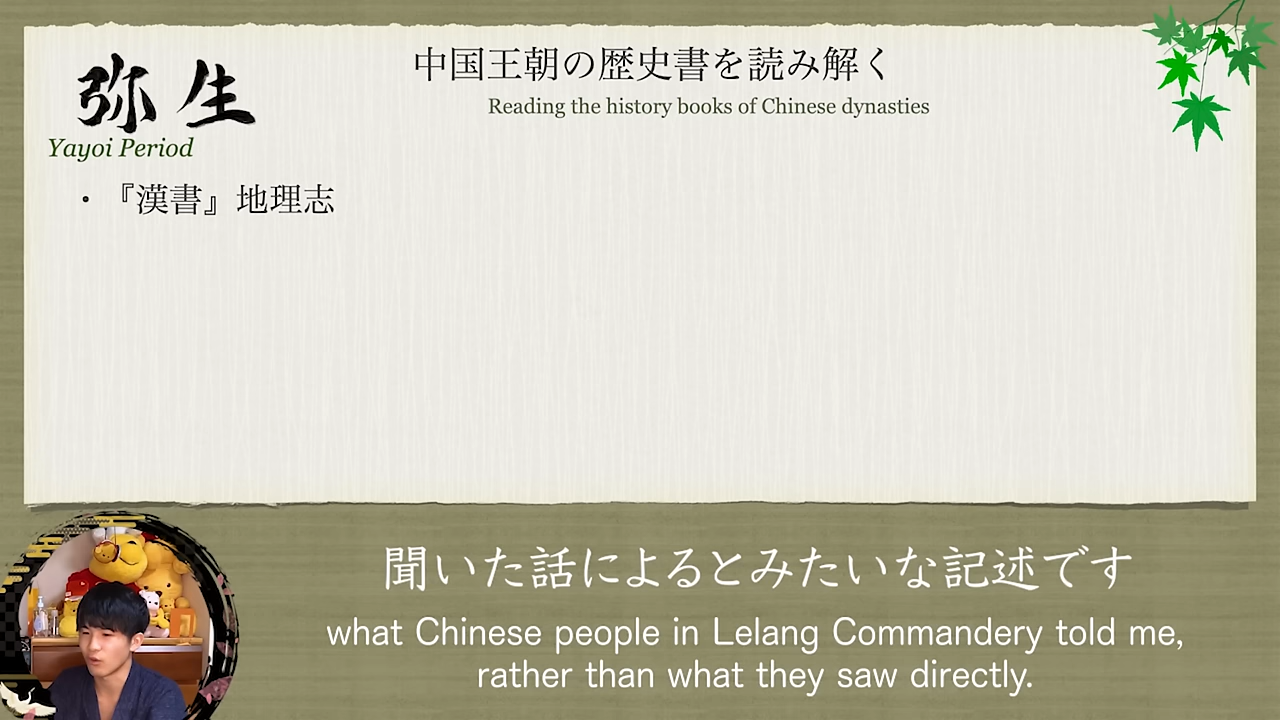 弥生
Yayoi Period
中国王朝の歴史書を読み解く
Reading the history books of Chinese dynasties
・『漢書』地理志
聞いた話によるとみたいな記述です
what Chinese people in Lelang Commandery told me,
rather than what they saw directly.